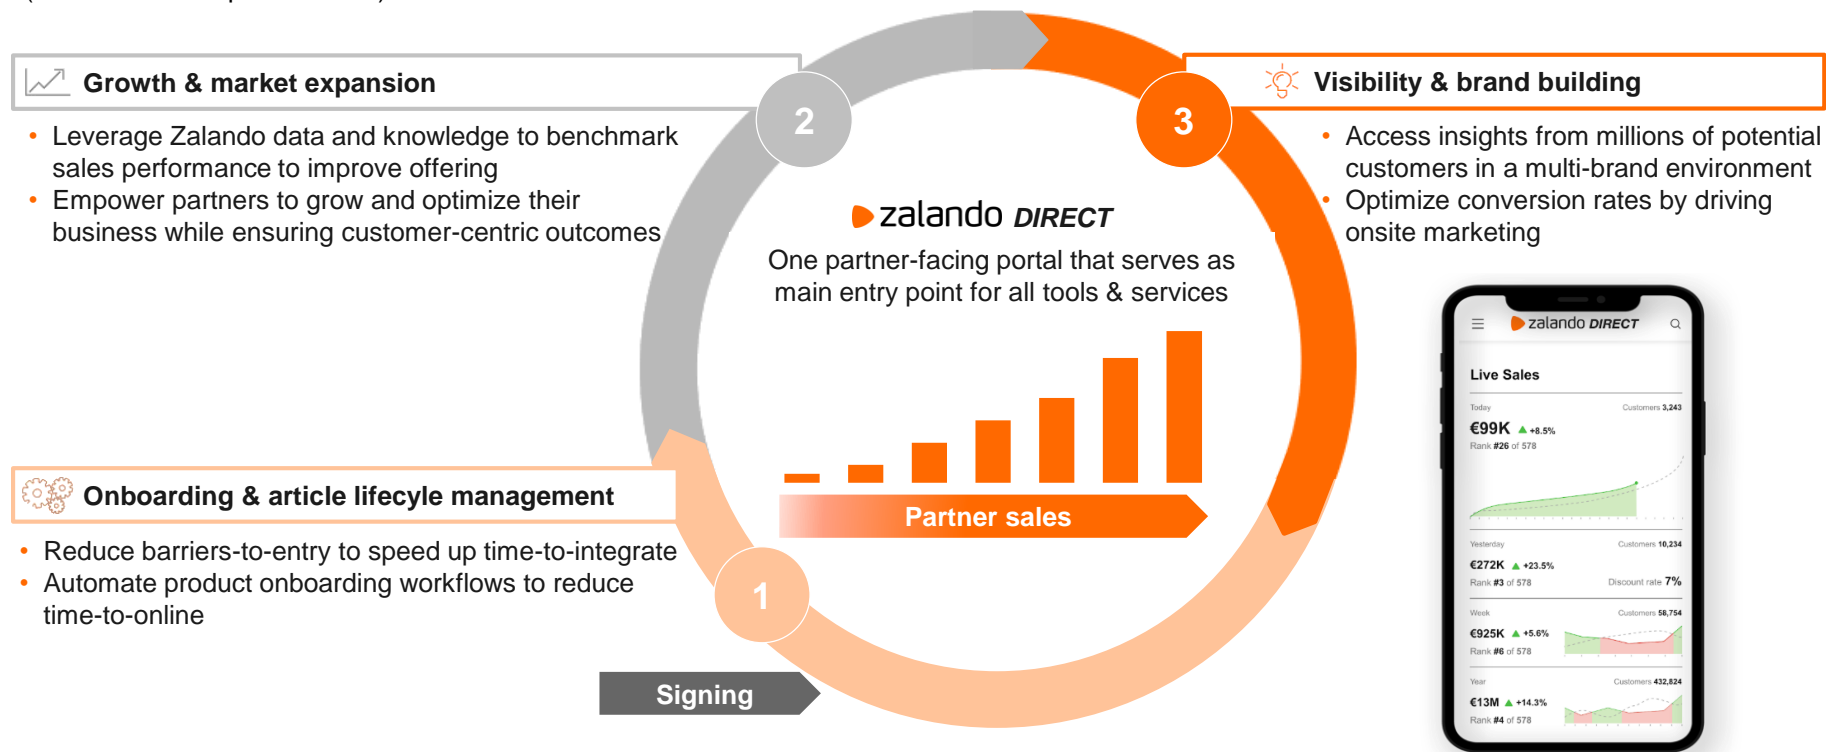 Growth & market expansion
• Leverage Zalando data and knowledge to benchmark
sales performance to improve offering
• Empower partners to grow and optimize their
business while ensuring customer-centric outcomes
2
3
Visibility & brand building
• Access insights from millions of potential
customers in a multi-brand environment
• Optimize conversion rates by driving
onsite marketing
zalando DIRECT
One partner-facing portal that serves as
main entry point for all tools & services
Partner sales
Onboarding & article lifecyle management
• Reduce barriers-to-entry to speed up time-to-integrate
• Automate product onboarding workflows to reduce
time-to-online
1
Signing
zalando DIRECT
Live Sales
Today Customers 3,243
€99K ▲ +8.5%
Rank #26 of 578
Yesterday Customers 10,234
€272K ▲ +23.5%
Rank #3 of 578 Discount rate 7%
Week Customers 58,754
€925K ▲ +5.6%
Rank #6 of 578
Year Customers 432,824
€13M ▲ +14.3%
Rank #4 of 578